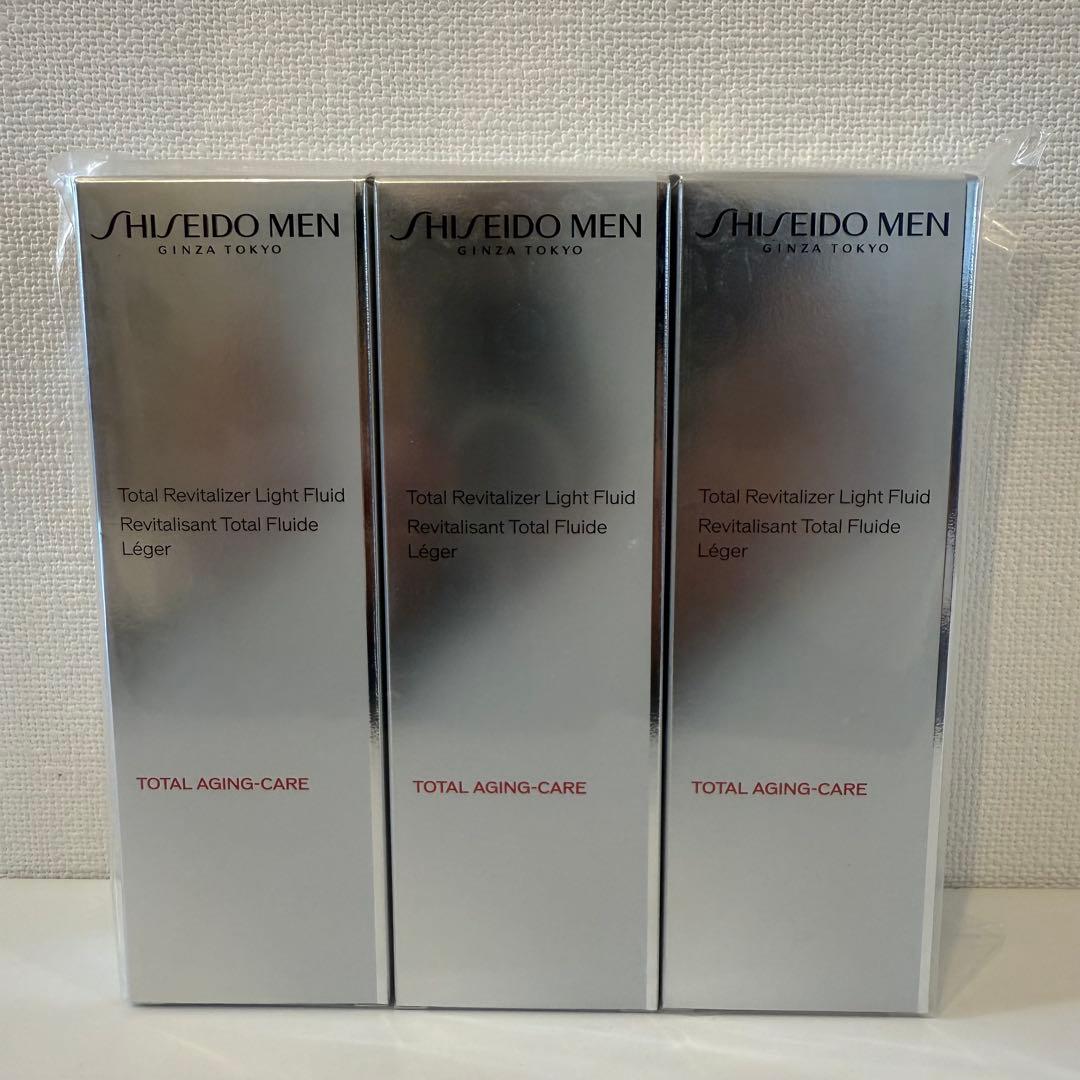 SHISEIDO MEN
GINZA TOKYO
Total Revitalizer Light Fluid
Revitalisant Total Fluide
Léger
TOTAL AGING-CARE
SHISEIDO MEN
GINZA TOKYO
Total Revitalizer Light Fluid
Revitalisant Total Fluide
Léger
TOTAL AGING-CARE
SHISEIDO MEN
GINZA TOKYO
Total Revitalizer Light Fluid
Revitalisant Total Fluide
Léger
TOTAL AGING-CARE